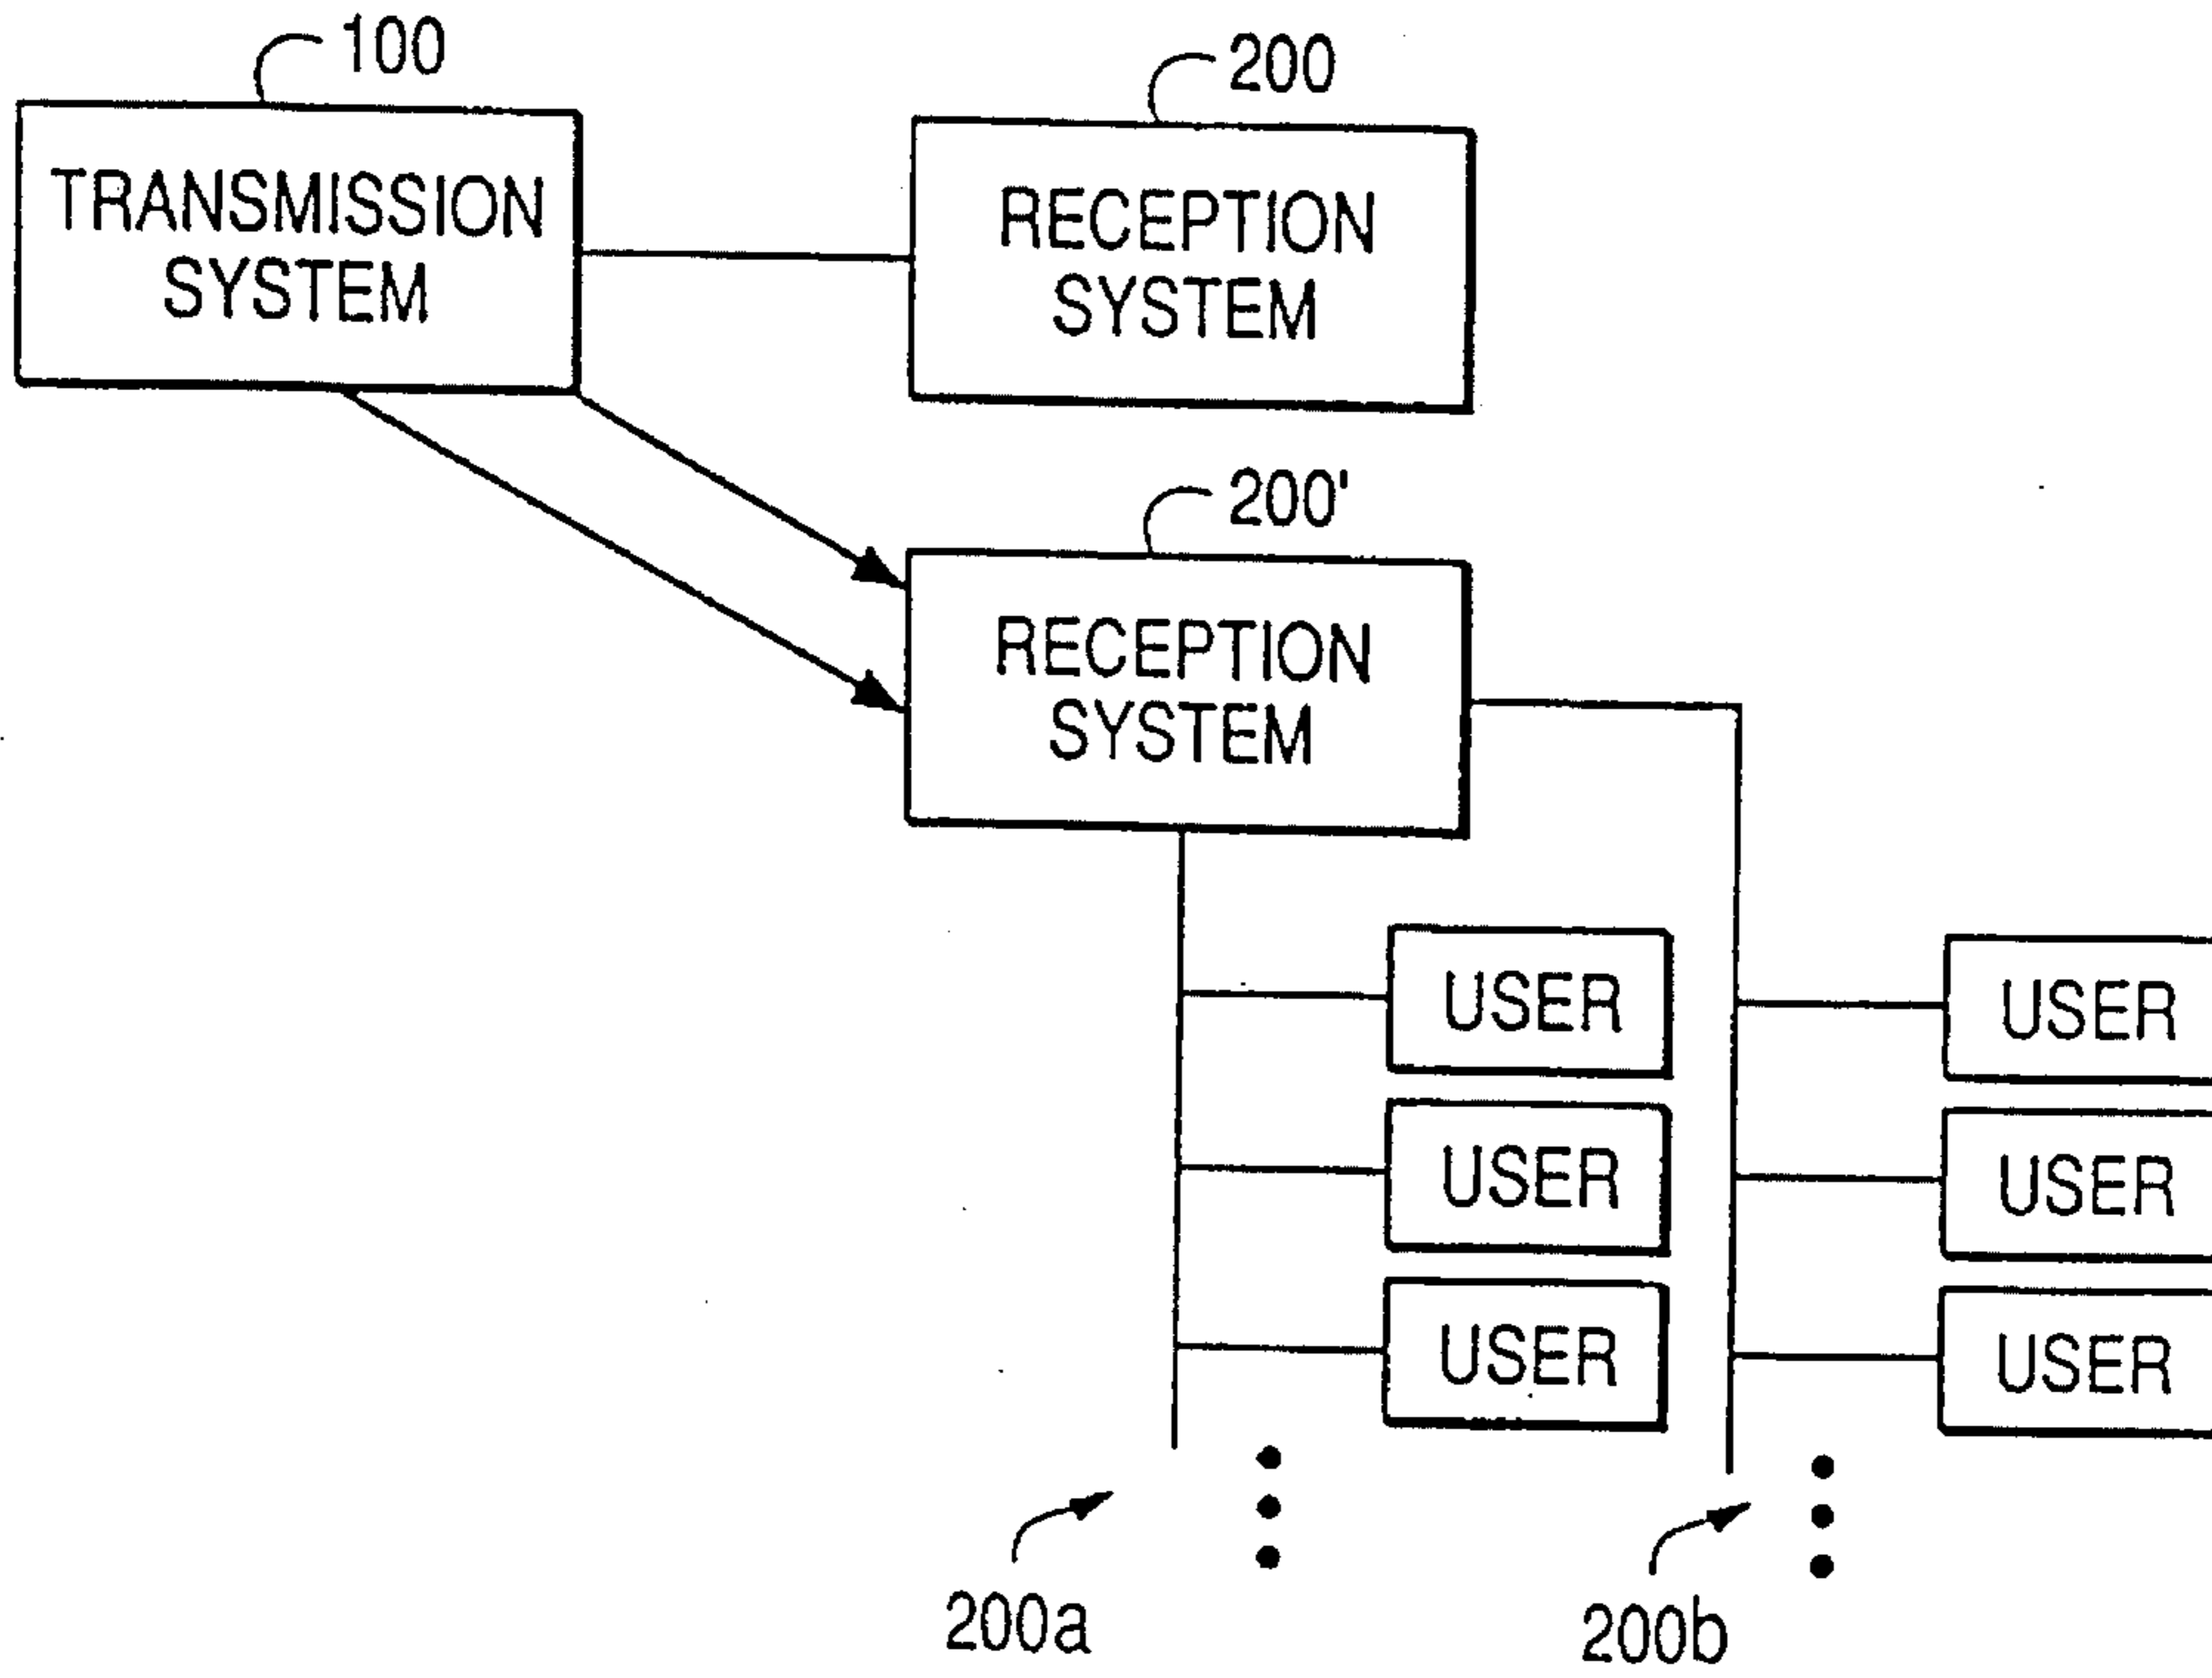 100
200
TRANSMISSION
SYSTEM
RECEPTION
SYSTEM
200'
RECEPTION
SYSTEM
USER
USER
USER
USER
USER
USER
200a
200b